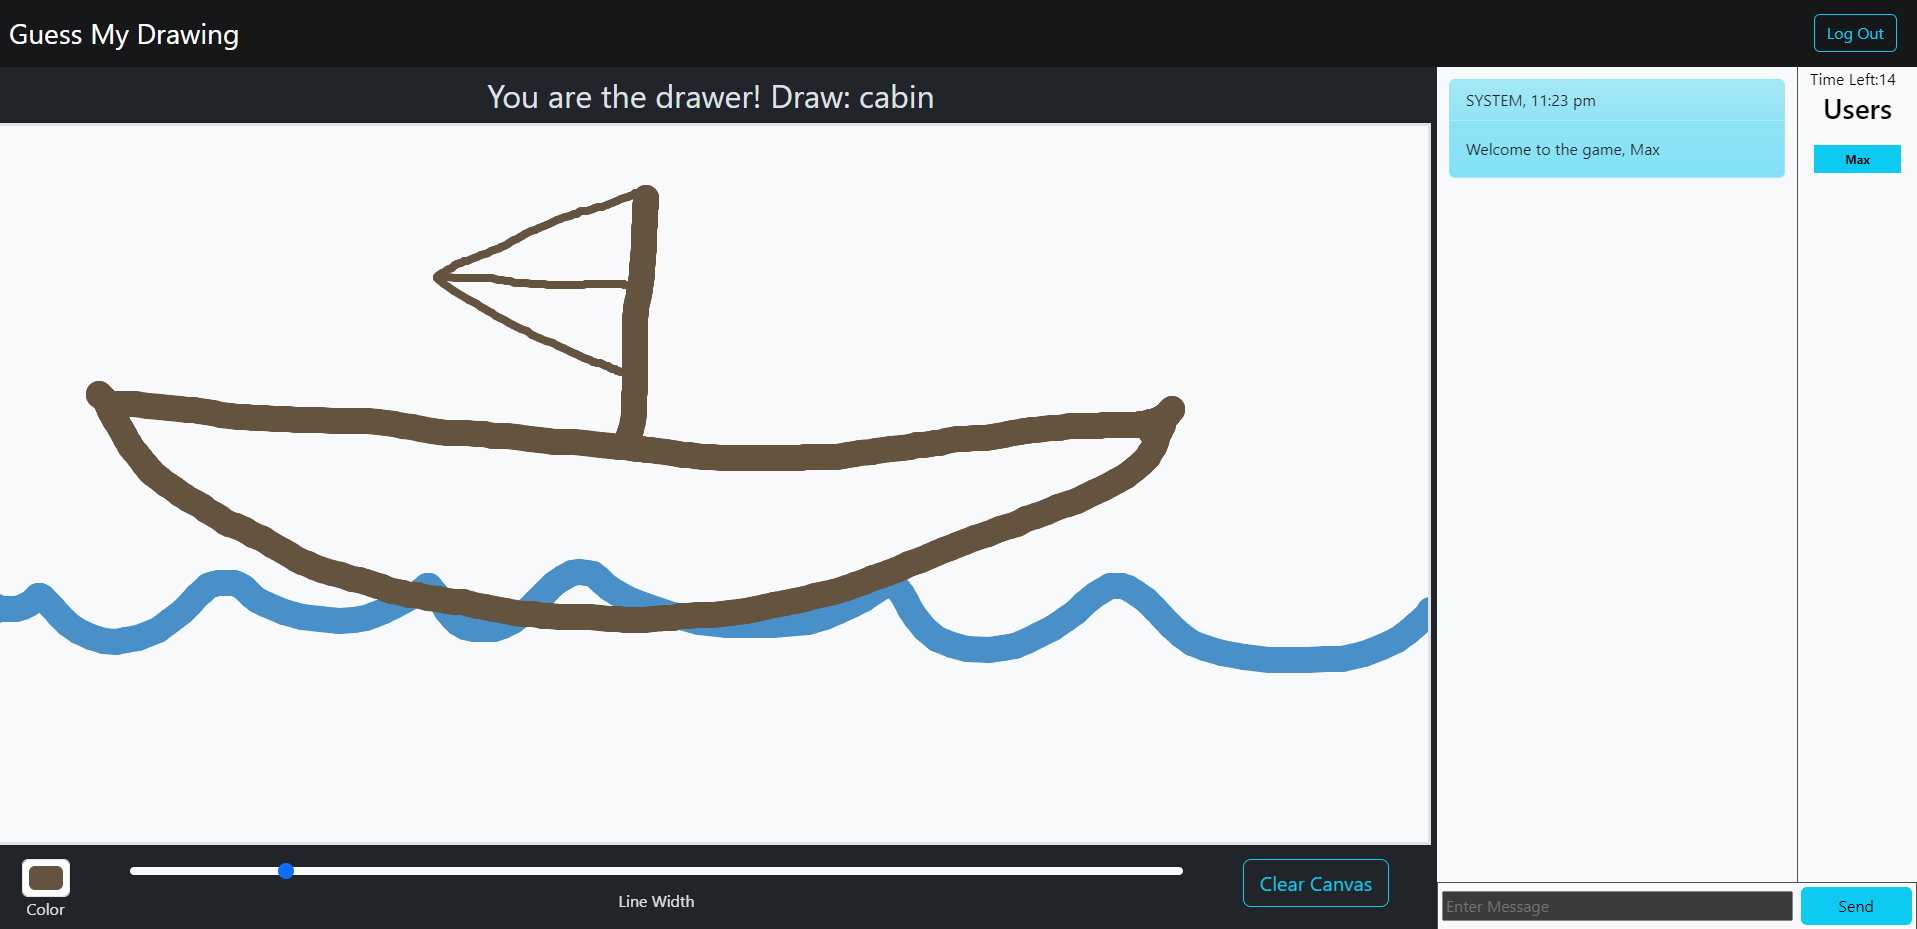 Guess My Drawing
Log Out
You are the drawer! Draw: cabin
SYSTEM, 11:23 pm
Welcome to the game, Max
Time Left:14
Users
Max
Color
Line Width
Clear Canvas
Enter Message
Send